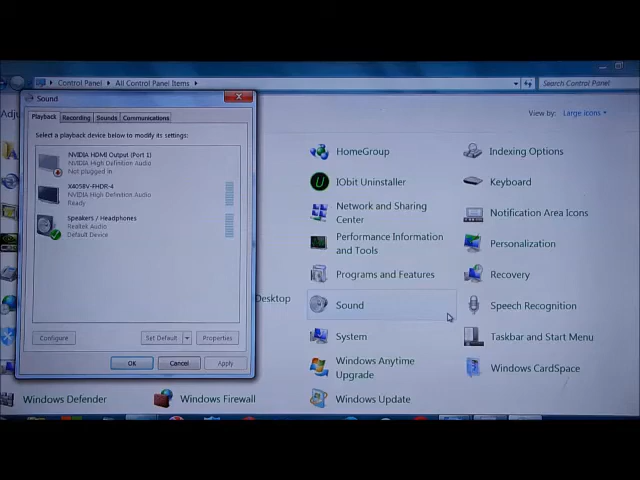 Control Panel ▸ All Control Panel Items ▸
Search Control Panel
Sound
Playback Recording Sounds Communications
Select a playback device below to modify its settings:
NVIDIA HDMI Output (Port 1)
NVIDIA High Definition Audio
Not plugged in
X4058V-FHDR-4
NVIDIA High Definition Audio
Ready
Speakers / Headphones
Realtek Audio
Default Device
Configure
Set Default
Properties
OK
Cancel
Apply
View by: Large icons
HomeGroup
Indexing Options
IObit Uninstaller
Keyboard
Network and Sharing
Center
Notification Area Icons
Performance Information
and Tools
Personalization
Programs and Features
Recovery
Desktop
Sound
Speech Recognition
System
Taskbar and Start Menu
Windows Anytime
Upgrade
Windows CardSpace
Windows Defender
Windows Firewall
Windows Update